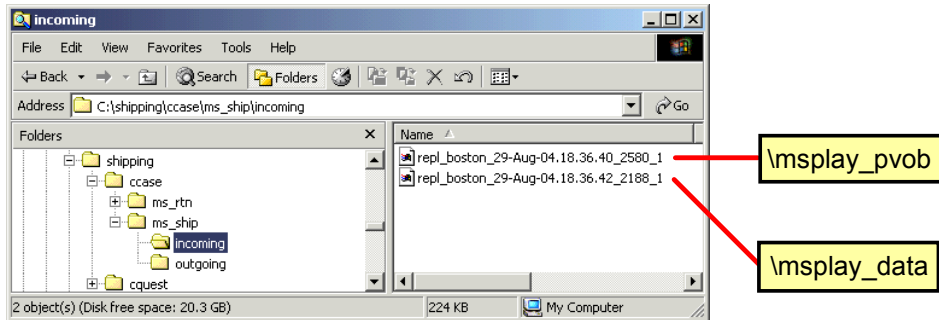 incoming
File Edit View Favorites Tools Help
Back Search Folders
Address C:\shipping\ccase\ms_ship\incoming Go
Folders
shipping
ccase
ms_rtn
ms_ship
incoming
outgoing
cquest
Name
repl_boston_29-Aug-04.18.36.40_2580_1
repl_boston_29-Aug-04.18.36.42_2188_1
\msplay_pvob
\msplay_data
2 object(s) (Disk free space: 20.3 GB) 224 KB My Computer